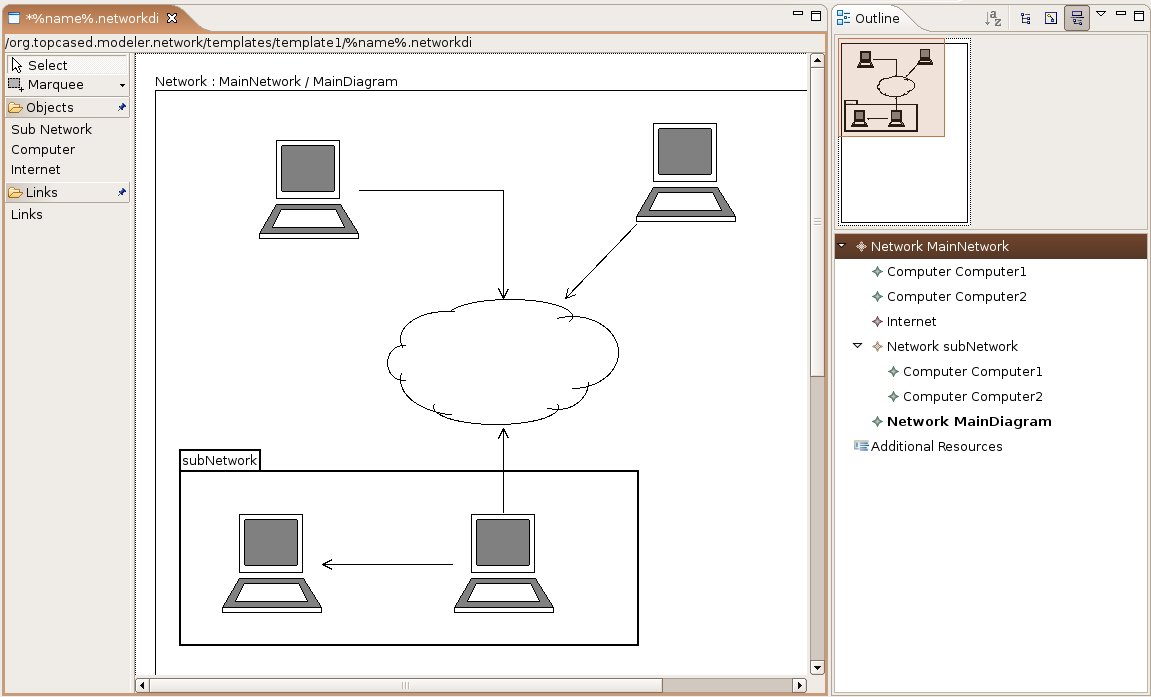 *%name%.networkdi
/org.topcased.modeler.network/templates/template1/%name%.networkdi
Select
Marquee
Objects
Sub Network
Computer
Internet
Links
Links
Network : MainNetwork / MainDiagram
subNetwork
Outline
a
z
Network MainNetwork
Computer Computer1
Computer Computer2
Internet
Network subNetwork
Computer Computer1
Computer Computer2
Network MainDiagram
Additional Resources